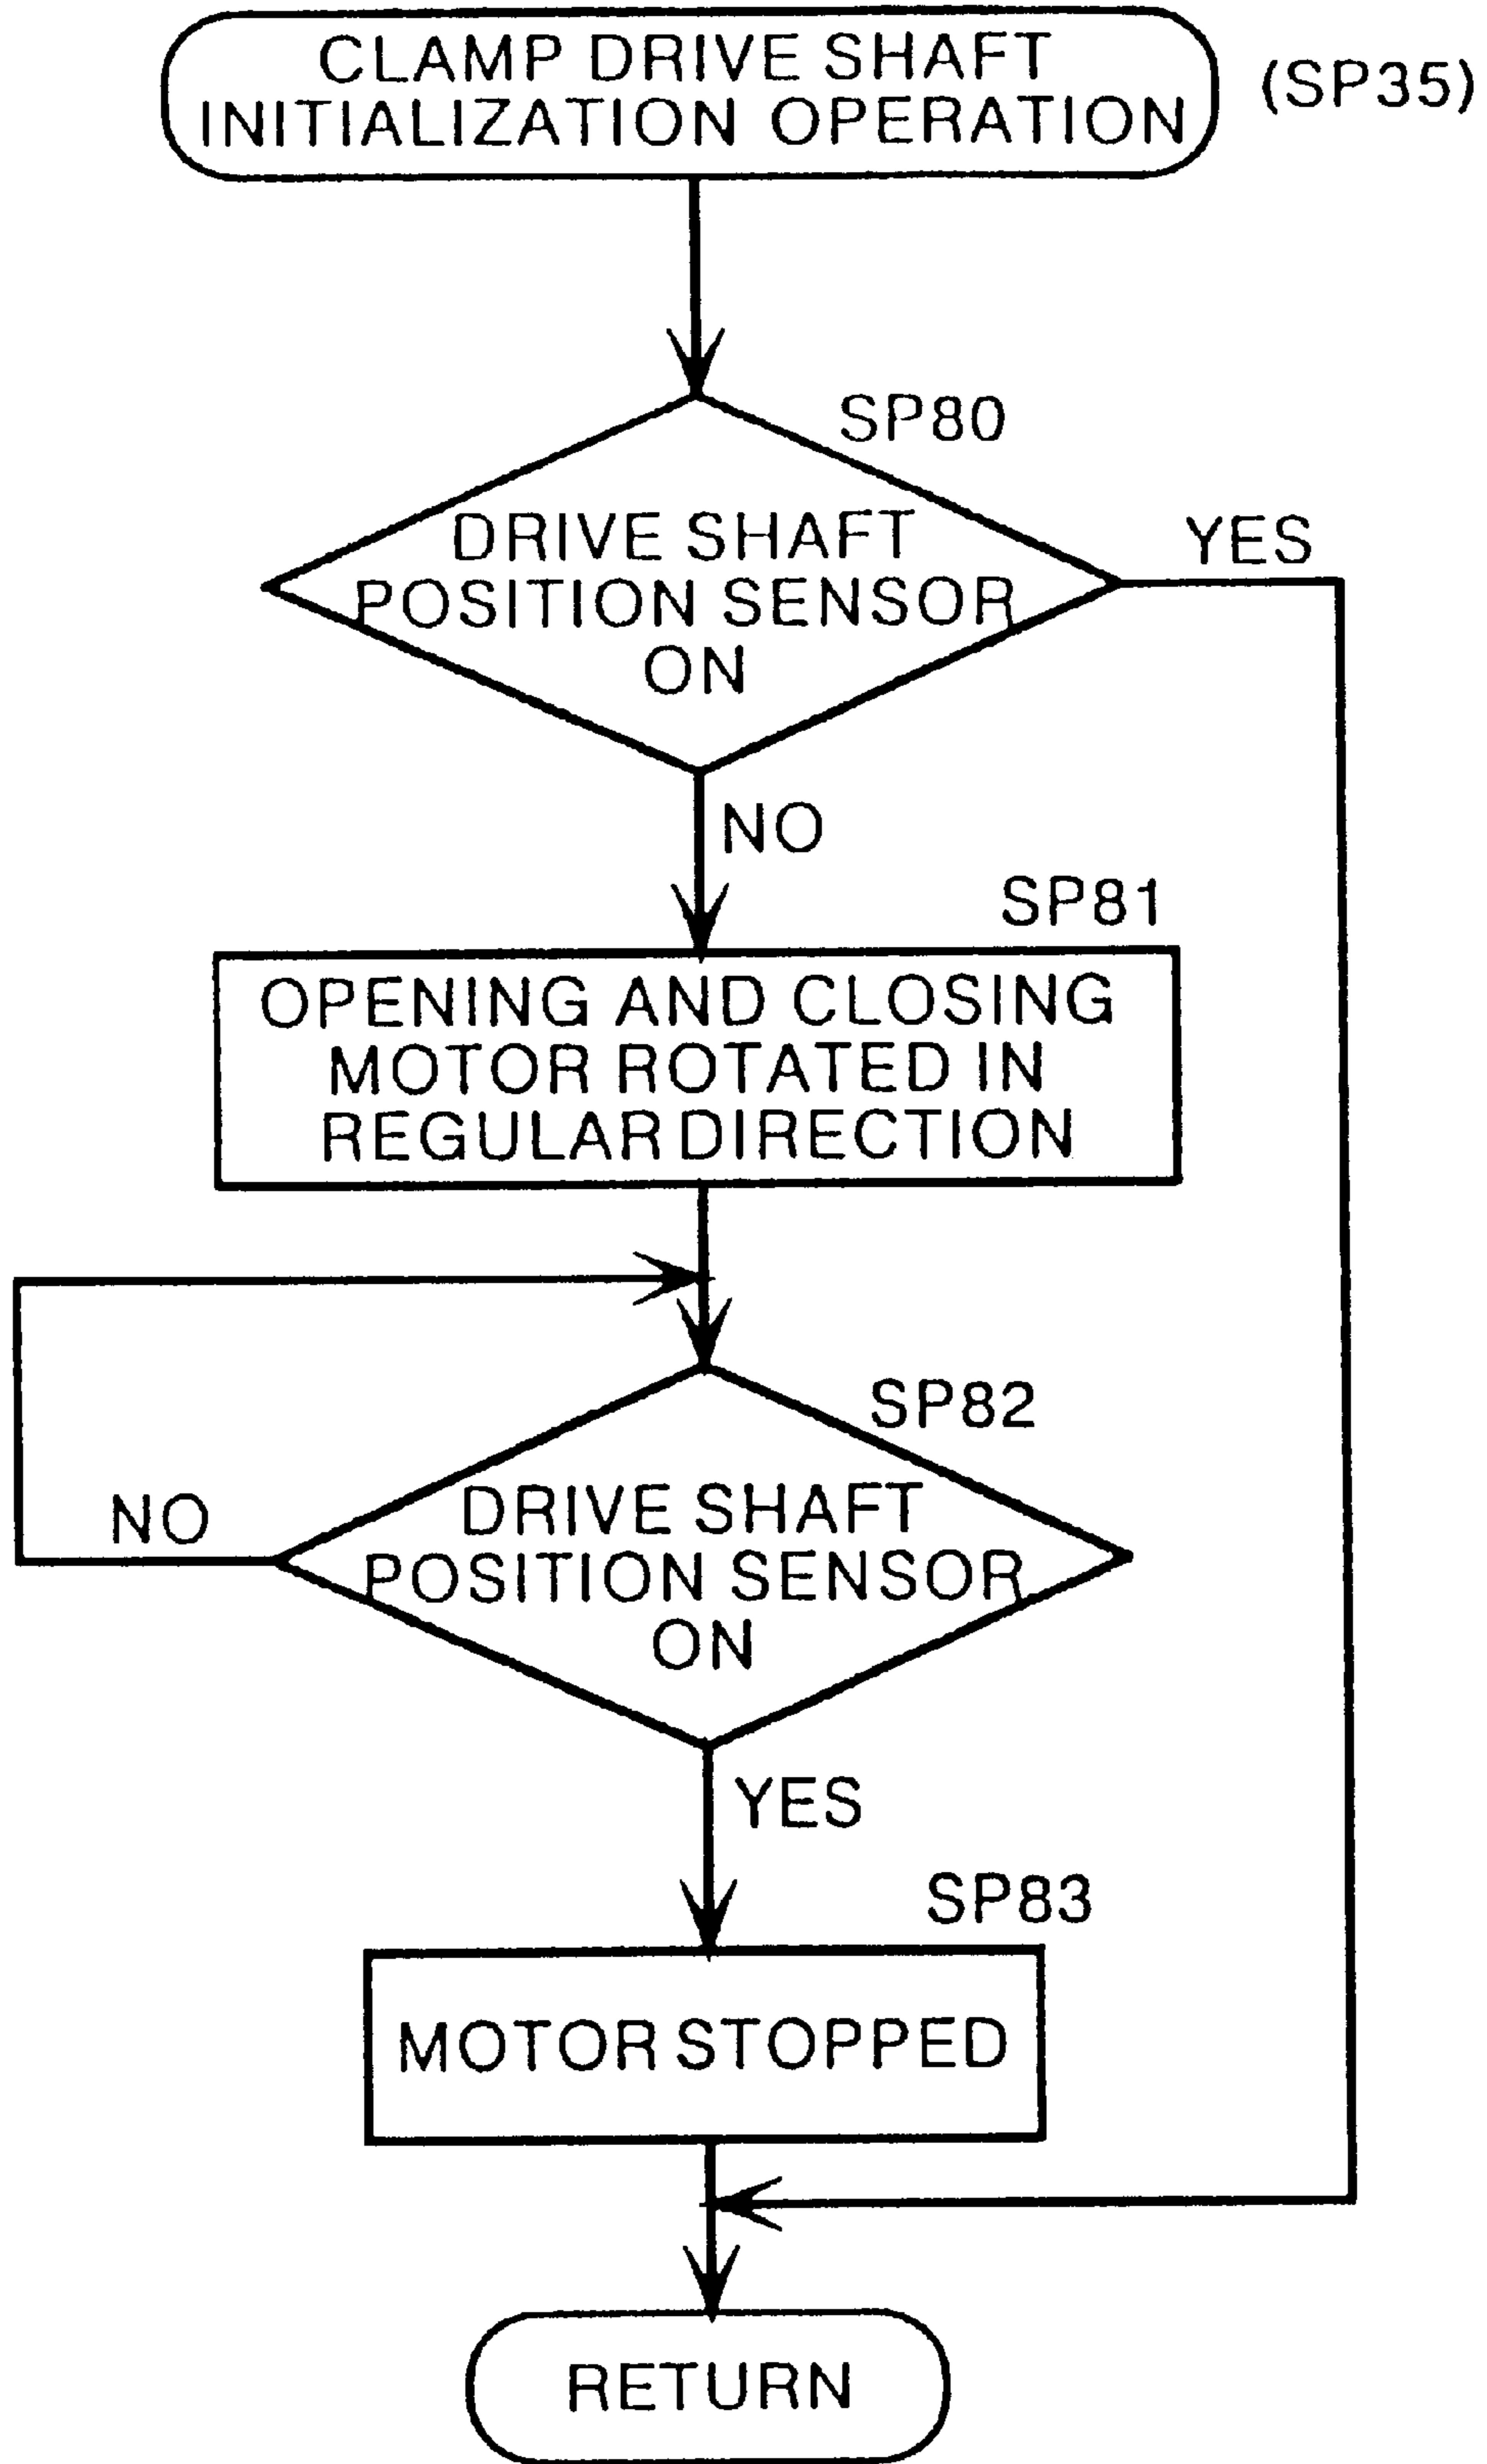 CLAMP DRIVE SHAFT
INITIALIZATION OPERATION
(SP35)
SP80
DRIVE SHAFT
POSITION SENSOR
ON
YES
NO
SP81
OPENING AND CLOSING
MOTOR ROTATED IN
REGULAR DIRECTION
SP82
DRIVE SHAFT
POSITION SENSOR
ON
NO
YES
SP83
MOTOR STOPPED
RETURN